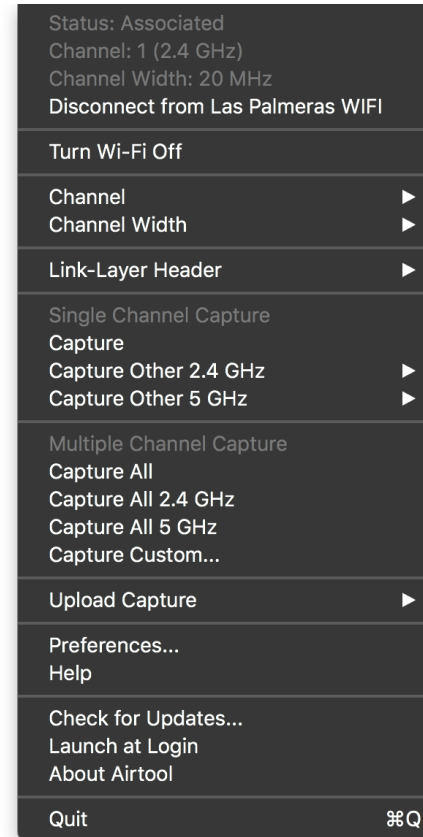 Status: Associated
Channel: 1 (2.4 GHz)
Channel Width: 20 MHz
Disconnect from Las Palmeras WIFI
Turn Wi-Fi Off
Channel
Channel Width
Link-Layer Header
Single Channel Capture
Capture
Capture Other 2.4 GHz
Capture Other 5 GHz
Multiple Channel Capture
Capture All
Capture All 2.4 GHz
Capture All 5 GHz
Capture Custom...
Upload Capture
Preferences...
Help
Check for Updates...
Launch at Login
About Airtool
Quit ⌘Q